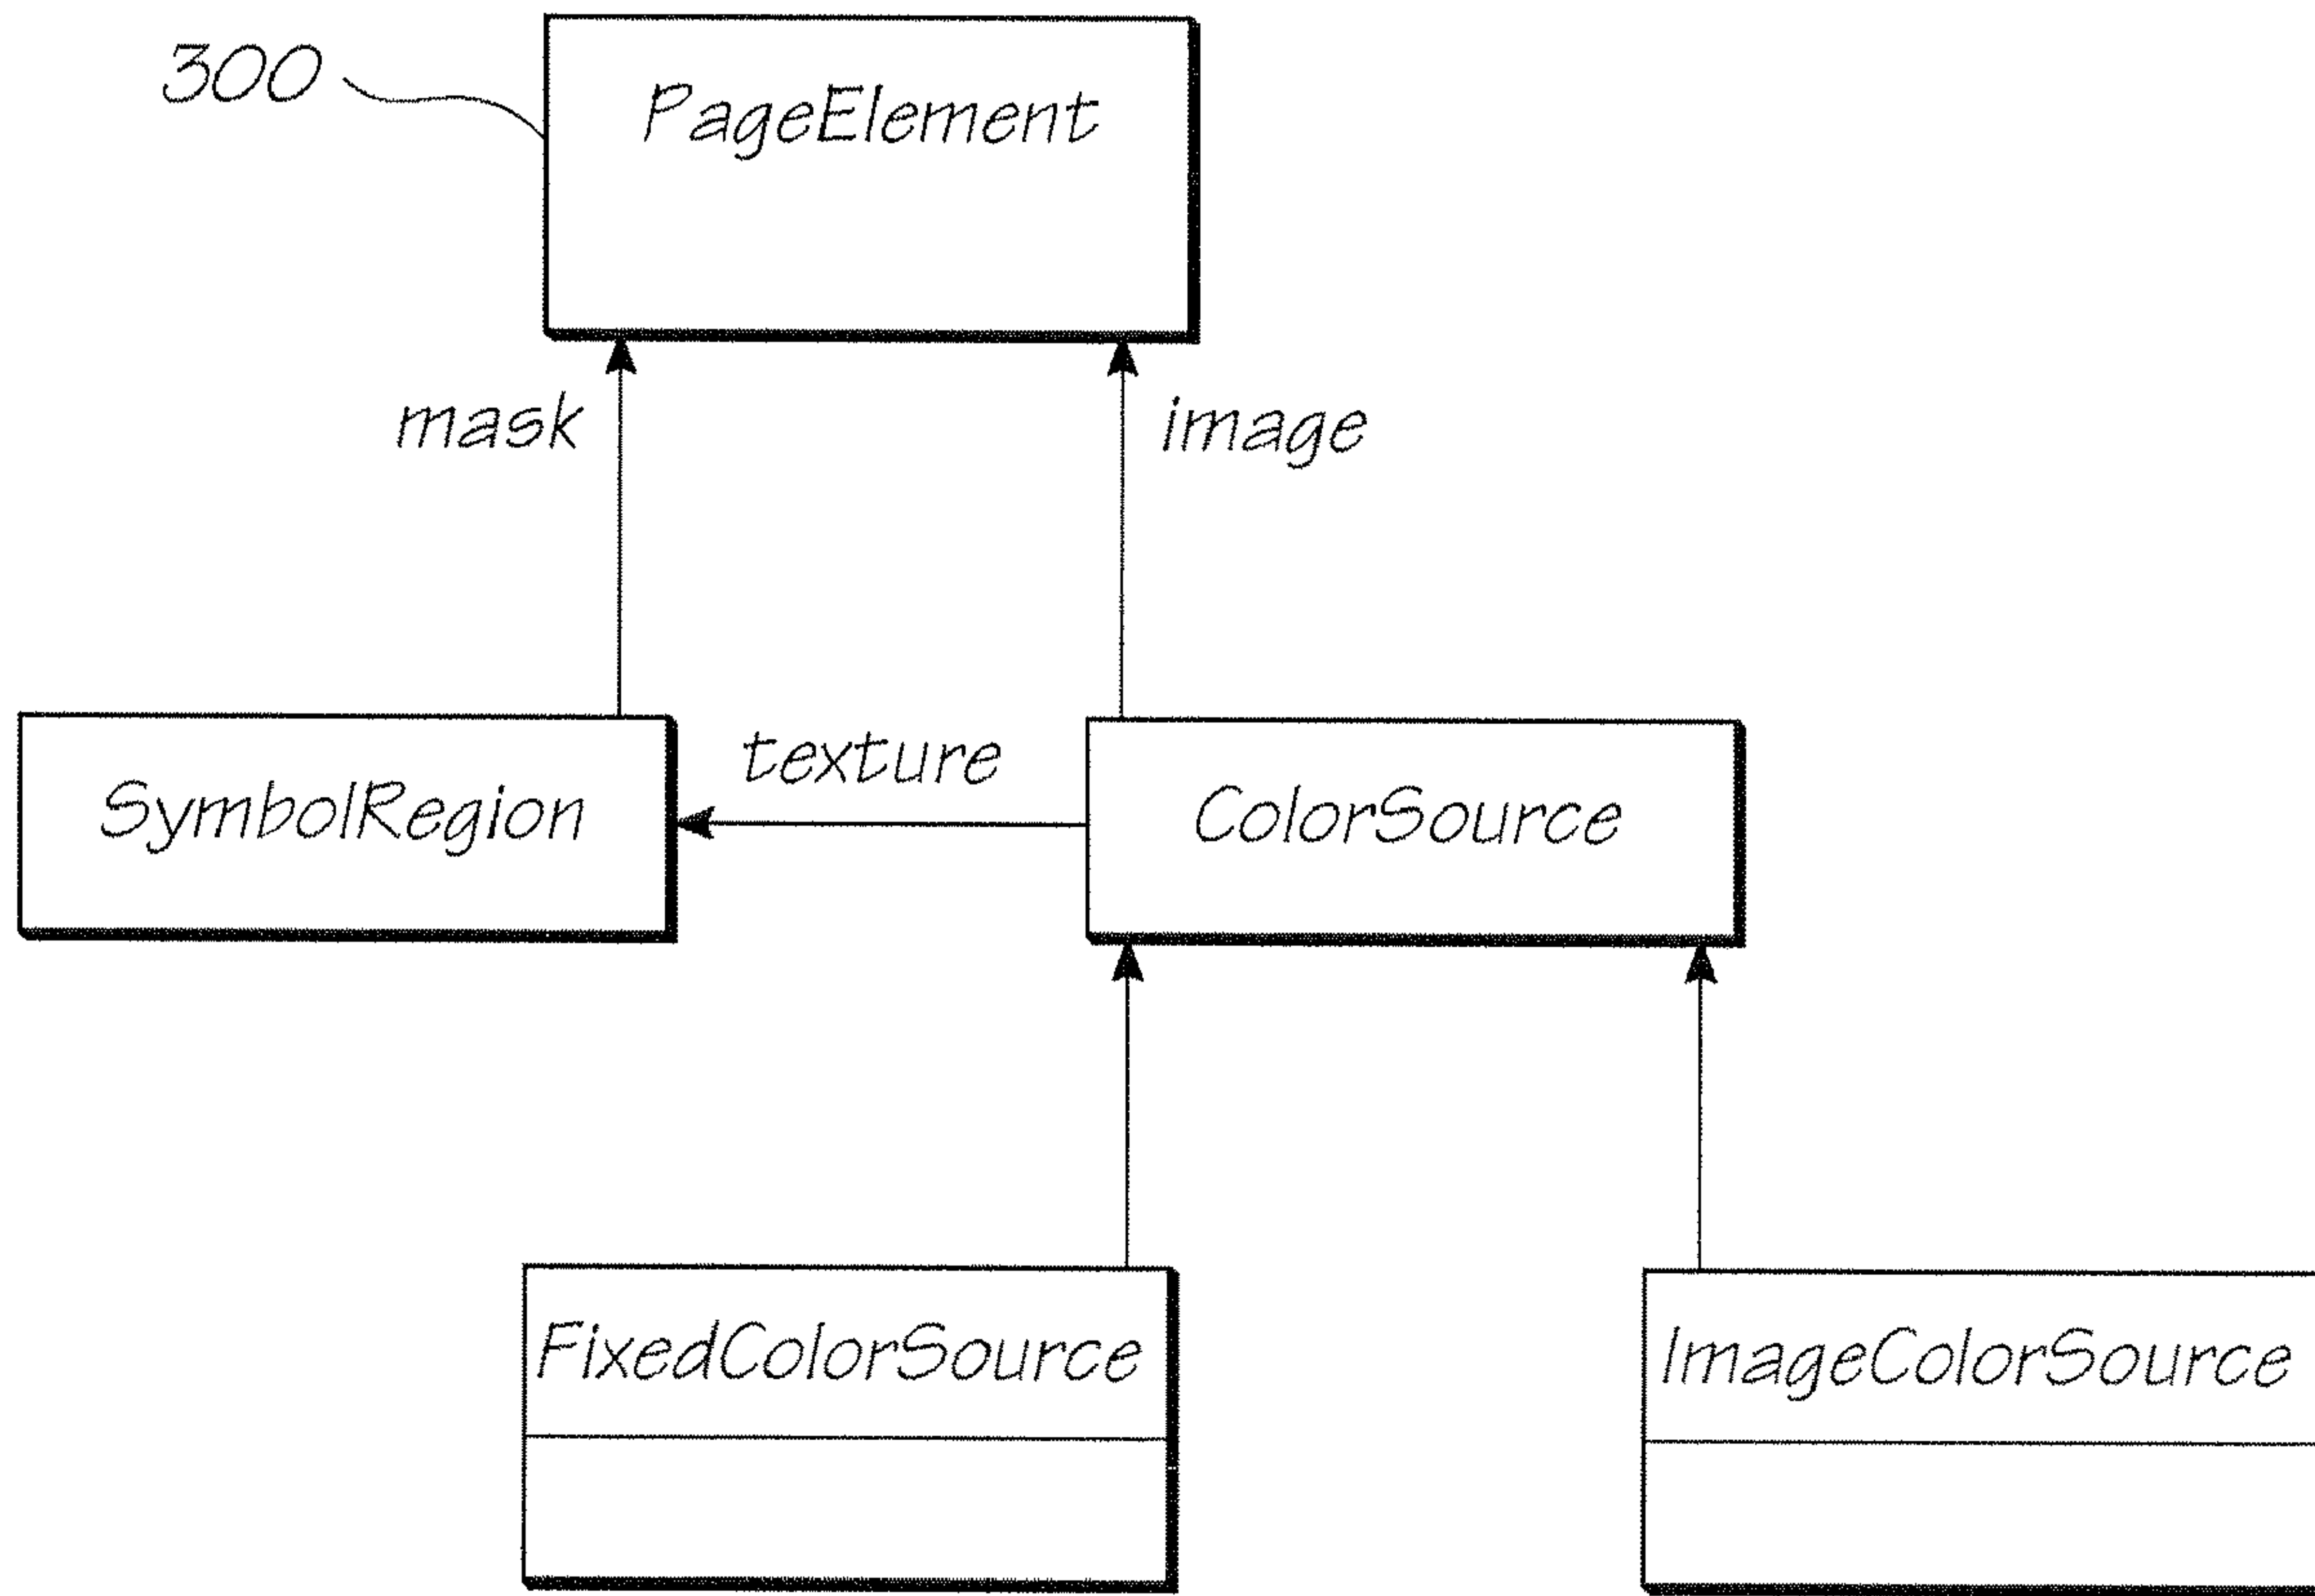 300
PageElement
mask
image
SymbolRegion
texture
ColorSource
FixedColorSource
ImageColorSource